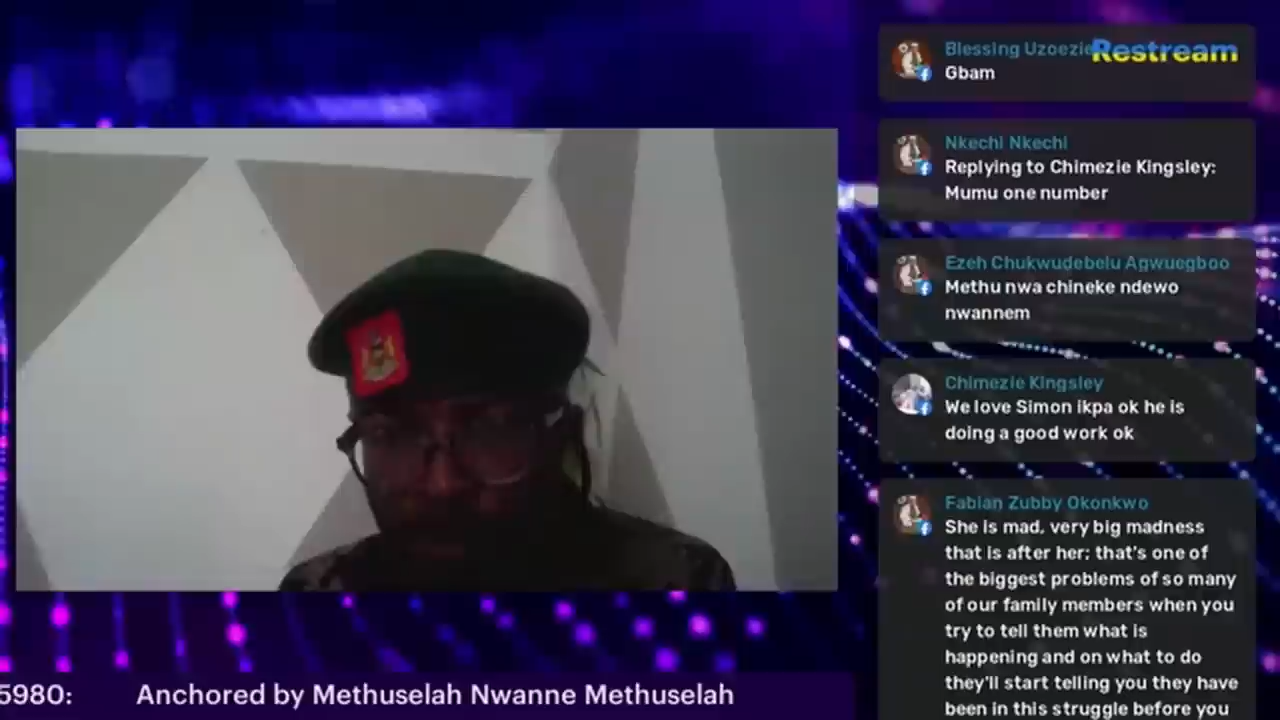 Blessing Uzoezie
Restream
Gbam
Nkechi Nkechi
Replying to Chimezie Kingsley:
Mumu one number
Ezeh Chukwudebelu Agwuegboo
Methu nwa chineke ndewo
nwannem
Chimezie Kingsley
We love Simon ikpa ok he is
doing a good work ok
Fabian Zubby Okonkwo
She is mad, very big madness
that is after her; that's one of
the biggest problems of so many
of our family members when you
try to tell them what is
happening and on what to do
they'll start telling you they have
been in this struggle before you
5980: Anchored by Methuselah Nwanne Methuselah